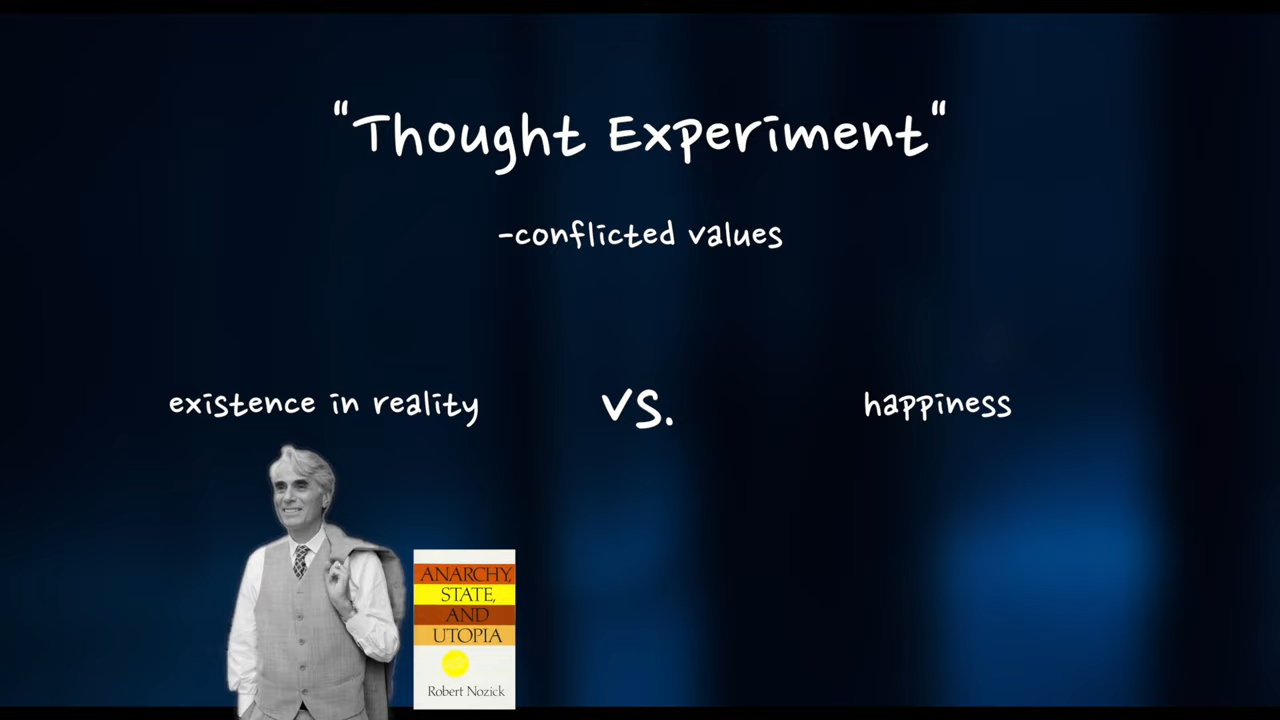 "Thought Experiment"
-conflicted values
existence in reality vs. happiness
ANARCHY,
STATE,
AND
UTOPIA
Robert Nozick